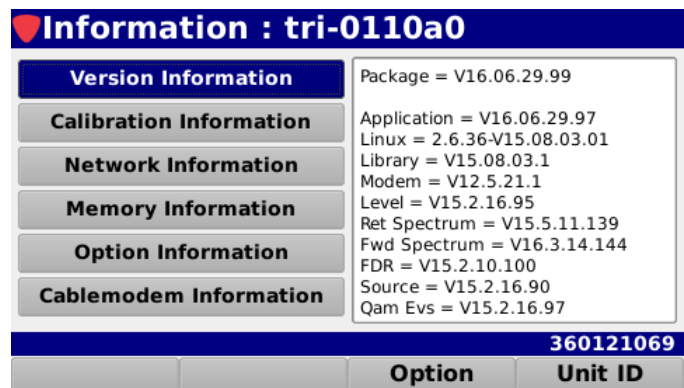 Information : tri-0110a0
Version Information
Calibration Information
Network Information
Memory Information
Option Information
Cablemodem Information
Package = V16.06.29.99
Application = V16.06.29.97
Linux = 2.6.36-V15.08.03.01
Library = V15.08.03.1
Modem = V12.5.21.1
Level = V15.2.16.95
Ret Spectrum = V15.5.11.139
Fwd Spectrum = V16.3.14.144
FDR = V15.2.10.100
Source = V15.2.16.90
Qam Evs = V15.2.16.97
360121069
Option
Unit ID